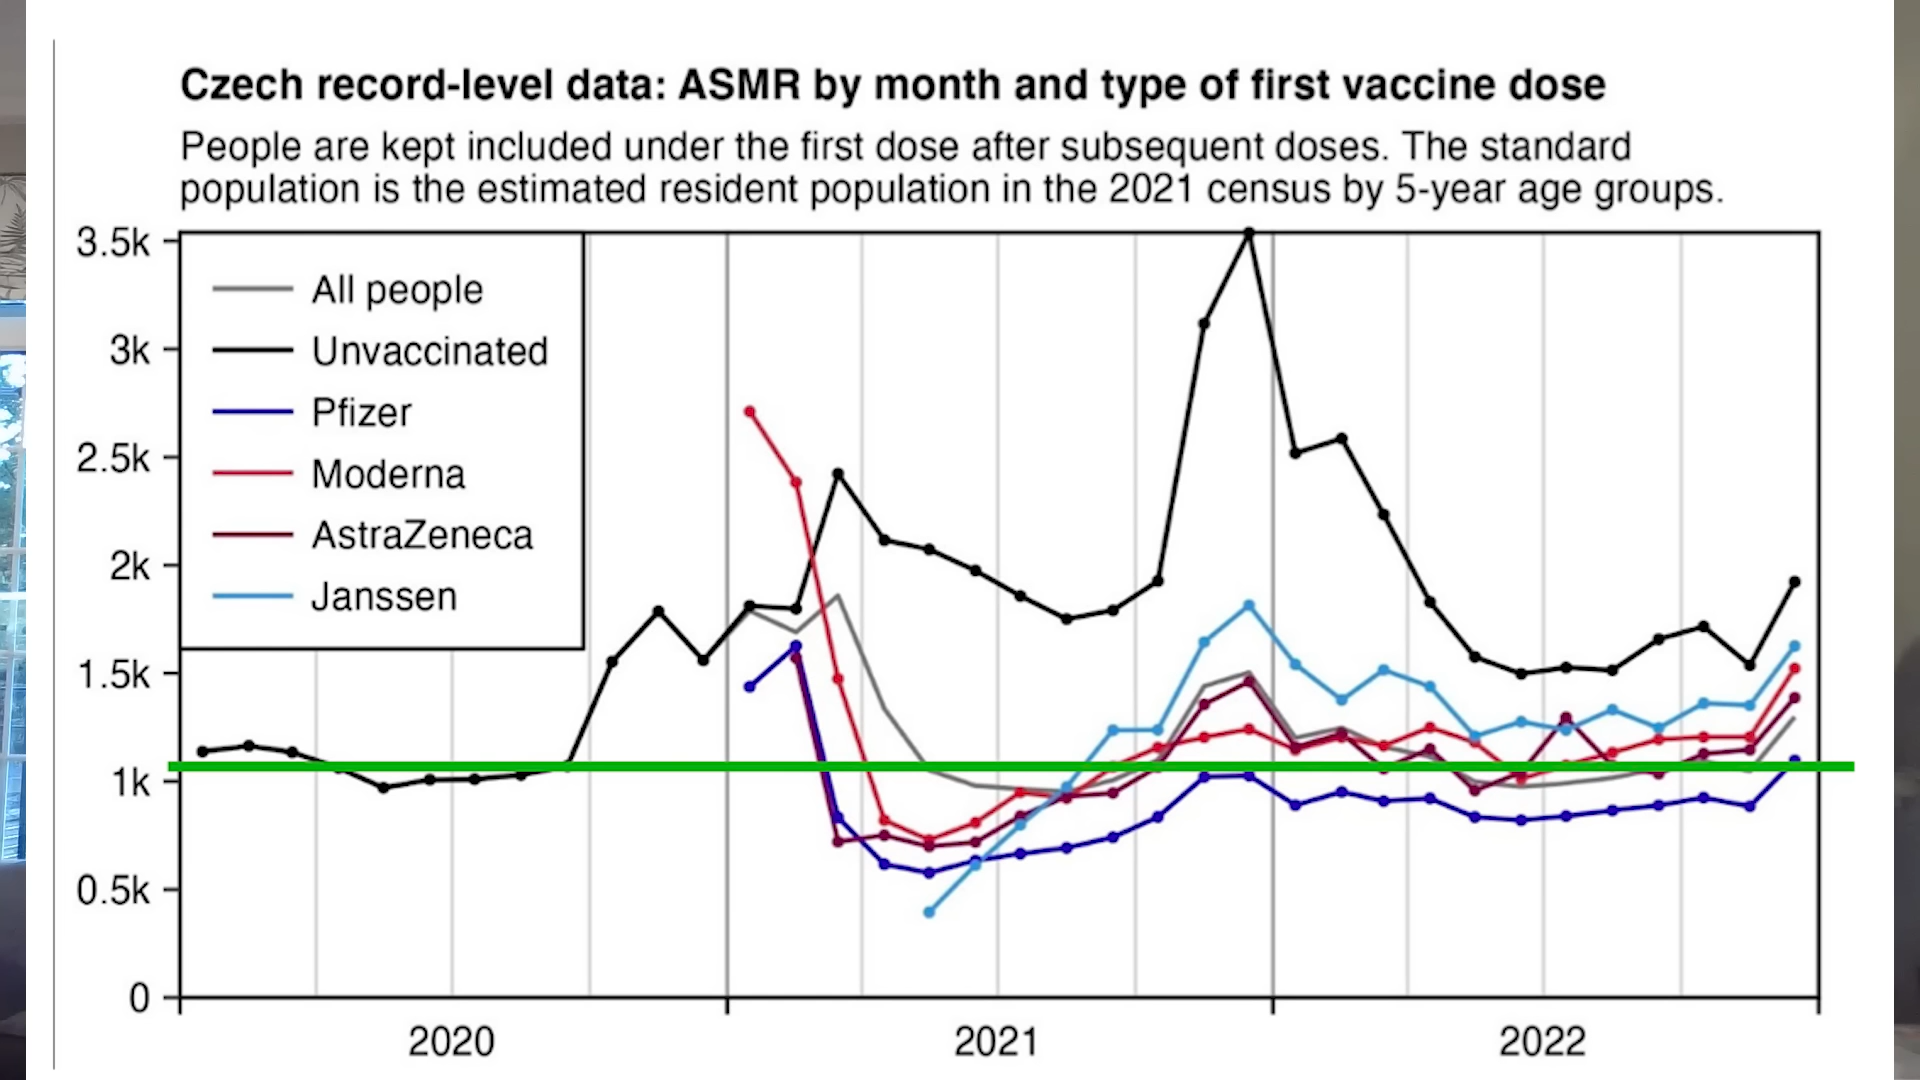 Czech record-level data: ASMR by month and type of first vaccine dose
People are kept included under the first dose after subsequent doses. The standard
population is the estimated resident population in the 2021 census by 5-year age groups.
3.5k
3k
2.5k
2k
1.5k
1k
0.5k
0
All people
Unvaccinated
Pfizer
Moderna
AstraZeneca
Janssen
2020
2021
2022